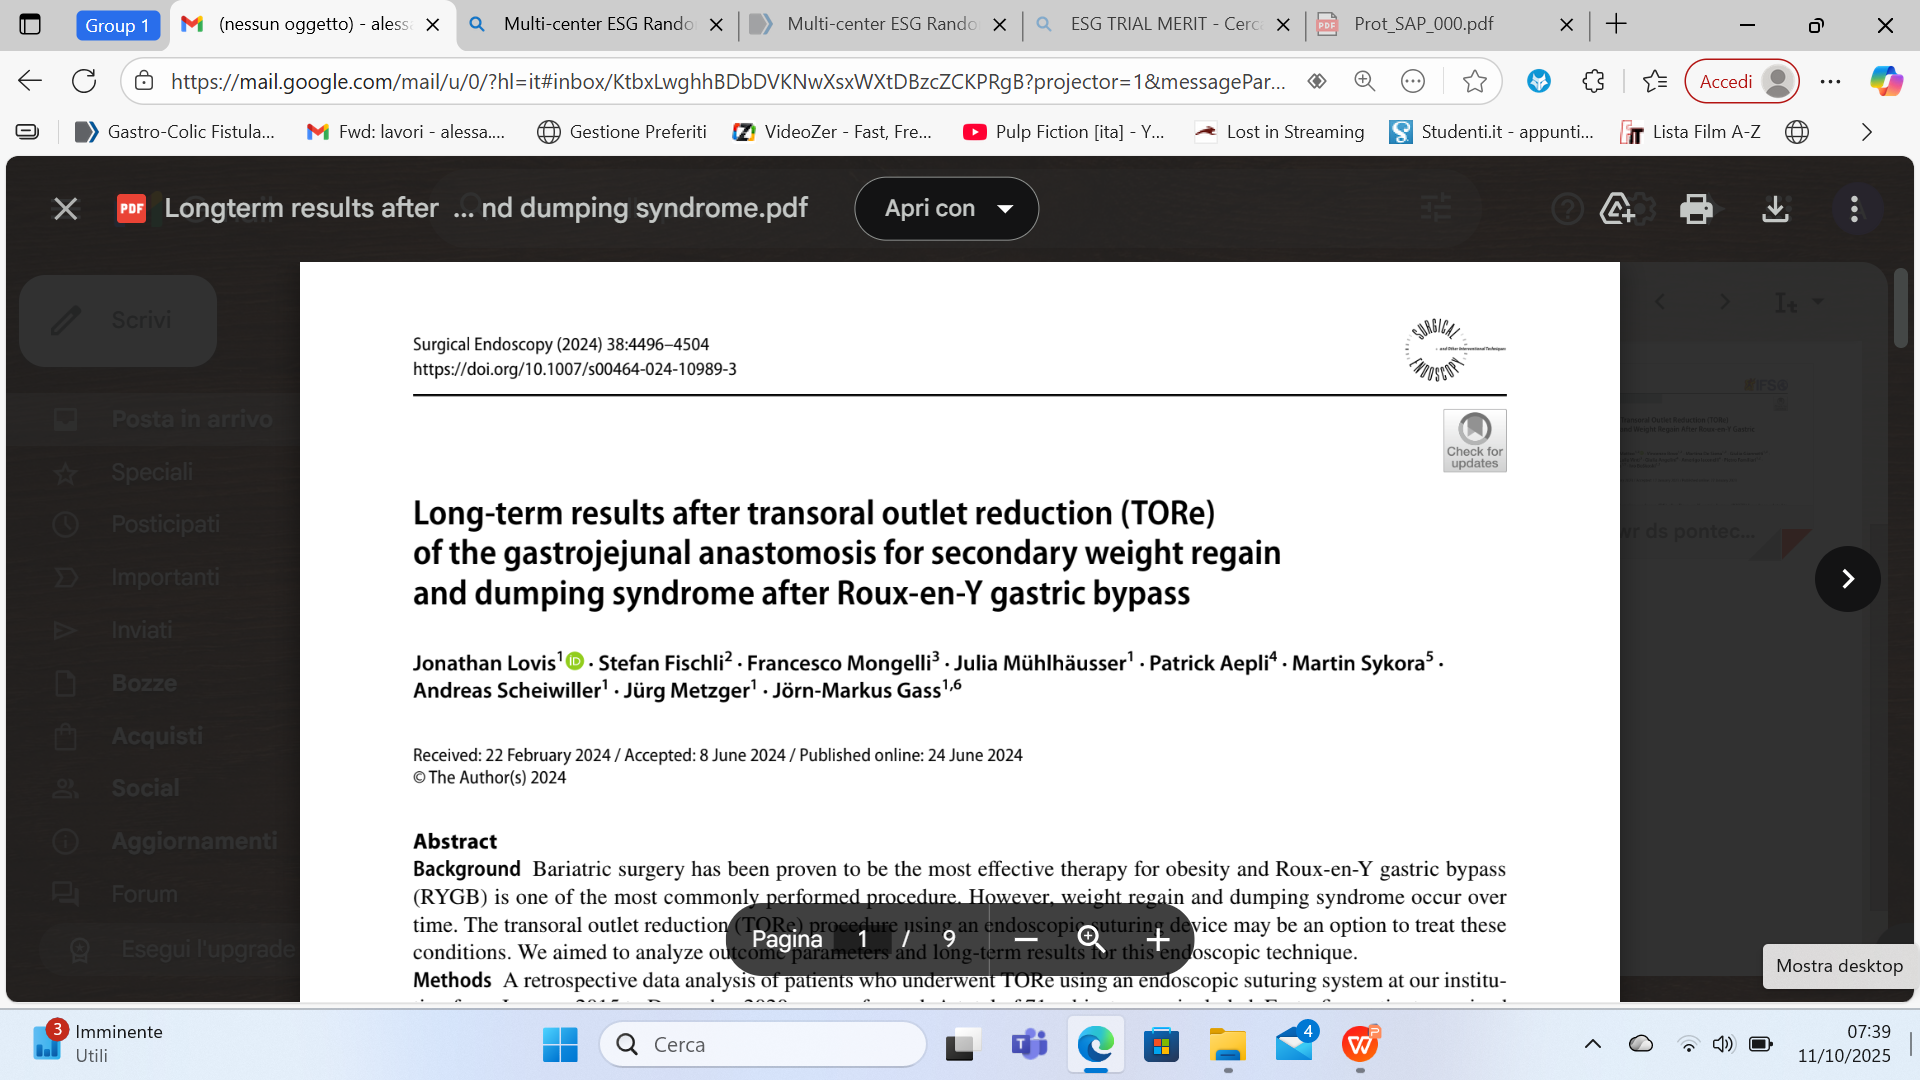 Group 1
(nessun oggetto) - aless
Multi-center ESG Rando
Multi-center ESG Rando
ESG TRIAL MERIT - Cerc
Prot_SAP_000.pdf
https://mail.google.com/mail/u/0/?hl=it#inbox/KtbxLwghhBDbDVKNwXsxWXtDBzcZCKPRgB?projector=1&messagePar...
Accedi
Gastro-Colic Fistula...
Fwd: lavori - alessa....
Gestione Preferiti
VideoZer - Fast, Fre...
Pulp Fiction [ita] - Y...
Lost in Streaming
Studenti.it - appunti...
Lista Film A-Z
PDF
Longterm results after ... nd dumping syndrome.pdf
Apri con
Scrivi
Posta in arrivo
Speciali
Posticipati
Importanti
Inviati
Bozze
Acquisti
Social
Aggiornamenti
Forum
Esegui l'upgrade
Surgical Endoscopy (2024) 38:4496–4504
https://doi.org/10.1007/s00464-024-10989-3
SURGICAL
and Other Interventional Techniques
ENDOSCOPY
Check for
updates
Long-term results after transoral outlet reduction (TORe)
of the gastrojejunal anastomosis for secondary weight regain
and dumping syndrome after Roux-en-Y gastric bypass
Jonathan Lovis1 iD · Stefan Fischli2 · Francesco Mongelli3 · Julia Mühlhäusser1 · Patrick Aepli4 · Martin Sykora5 ·
Andreas Scheiwiller1 · Jürg Metzger1 · Jörn-Markus Gass1,6
Received: 22 February 2024 / Accepted: 8 June 2024 / Published online: 24 June 2024
© The Author(s) 2024
Abstract
Background Bariatric surgery has been proven to be the most effective therapy for obesity and Roux-en-Y gastric bypass
(RYGB) is one of the most commonly performed procedure. However, weight regain and dumping syndrome occur over
time. The transoral outlet reduction (TORe) procedure using an endoscopic suturing device may be an option to treat these
conditions. We aimed to analyze outcome parameters and long-term results for this endoscopic technique.
Methods A retrospective data analysis of patients who underwent TORe using an endoscopic suturing system at our institu-
Pagina 1 / 9
wr ds pontec...
Mostra desktop
3
Imminente
Utili
Cerca
4
07:39
11/10/2025